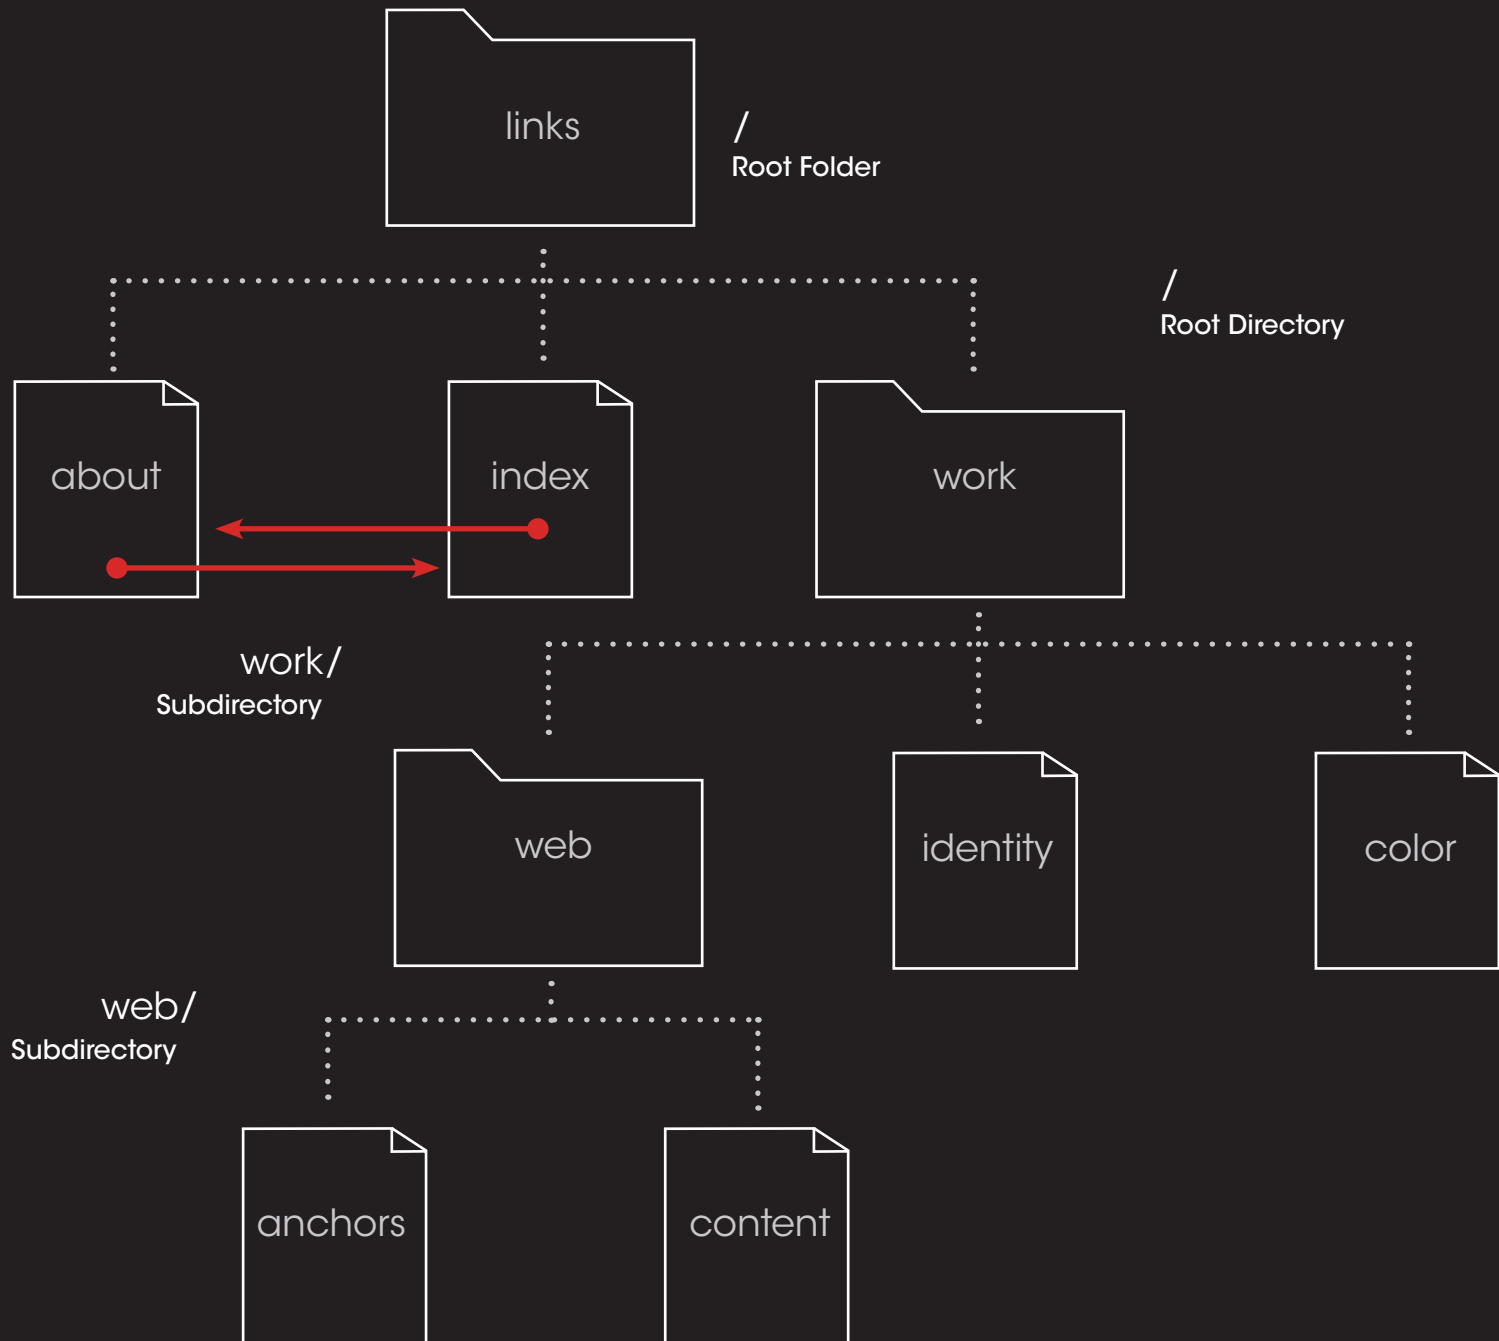 links
/
Root Folder
/
Root Directory
about
index
work
work/
Subdirectory
web
identity
color
web/
Subdirectory
anchors
content